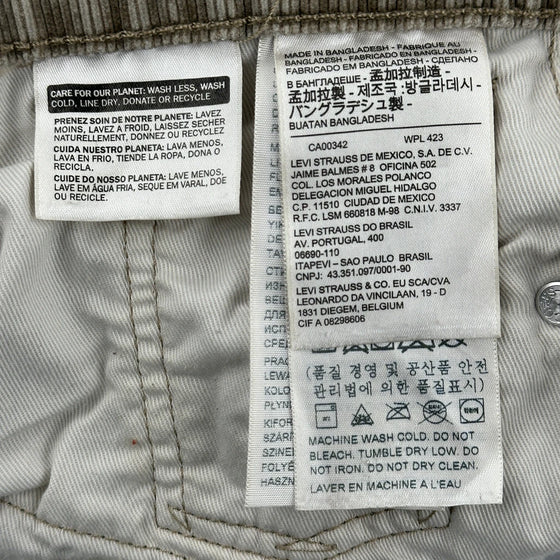 CARE FOR OUR PLANET: WASH LESS, WASH
COLD, LINE DRY, DONATE OR RECYCLE
PRENEZ SOIN DE NOTRE PLANETE: LAVEZ
MOINS, LAVEZ A FROID, LAISSEZ SECHER
NATURELLEMENT, DONNEZ OU RECYCLEZ
CUIDA NUESTRO PLANETA: LAVA MENOS,
LAVA EN FRIO, TIENDE LA ROPA, DONA
O RECICLA
CUIDE DO NOSSO PLANETA: LAVA MENOS,
LAVE EM ÁGUA FRIA, SEQUE EM VARAL, DOE
OU RECICLE.
MADE IN BANGLADESH - FABRIQUE AU
BANGLADESH - FABRICADO EN BANGLADESH -
FABRICADO EM BANGLADESH - СДЕЛАНО
В БАНГЛАДЕШЕ - 孟加拉制造 -
孟加拉製 - 제조국 :방글라데시 -
バングラデシュ製 -
BUATAN BANGLADESH
CA00342 WPL 423
LEVI STRAUSS DE MEXICO, S.A. DE C.V.
JAIME BALMES # 8 OFICINA 502
COL. LOS MORALES POLANCO
DELEGACION MIGUEL HIDALGO
C.P. 11510 CIUDAD DE MEXICO
R.F.C. LSM 660818 M-98 C.N.I.V. 3337
LEVI STRAUSS DO BRASIL
AV. PORTUGAL, 400
06690-110
ITAPEVI – SAO PAULO BRASIL
CNPJ: 43.351.097/0001-90
LEVI STRAUSS & CO. EU SCA/CVA
LEONARDO DA VINCILAAN, 19 - D
1831 DIEGEM, BELGIUM
CIF A 08298606
(품질 경영 및 공산품 안전
관리법에 의한 품질표시)
MACHINE WASH COLD. DO NOT
BLEACH. TUMBLE DRY LOW. DO
NOT IRON. DO NOT DRY CLEAN.
LAVER EN MACHINE A L'EAU